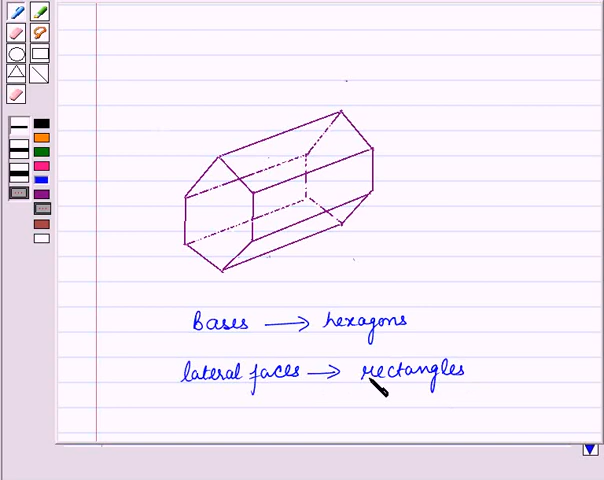 Bases → hexagons
lateral faces → rectangles